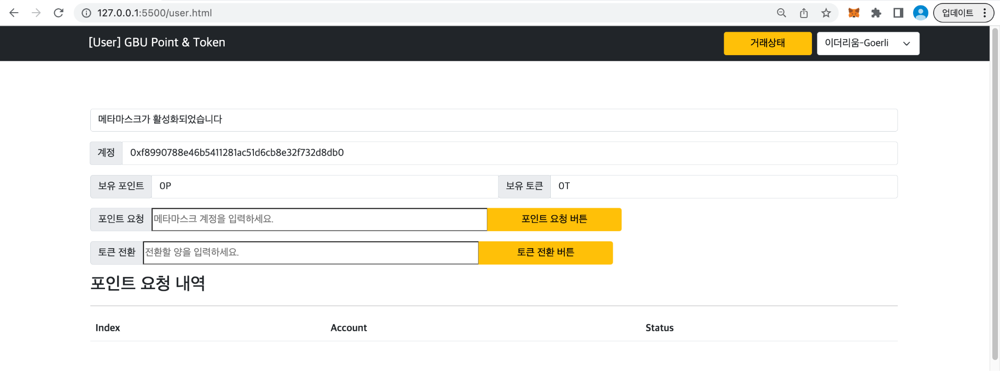 127.0.0.1:5500/user.html
업데이트
[User] GBU Point & Token
거래상태
이더리움-Goerli
메타마스크가 활성화되었습니다
계정 0xf8990788e46b5411281ac51d6cb8e32f732d8db0
보유 포인트 0P 보유 토큰 0T
포인트 요청 메타마스크 계정을 입력하세요. 포인트 요청 버튼
토큰 전환 전환할 양을 입력하세요. 토큰 전환 버튼
포인트 요청 내역
Index Account Status